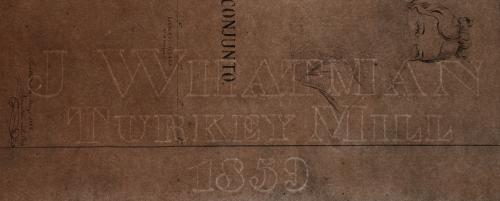 J WHATMAN
TURKEY MILL
1859
CONJUNTO.